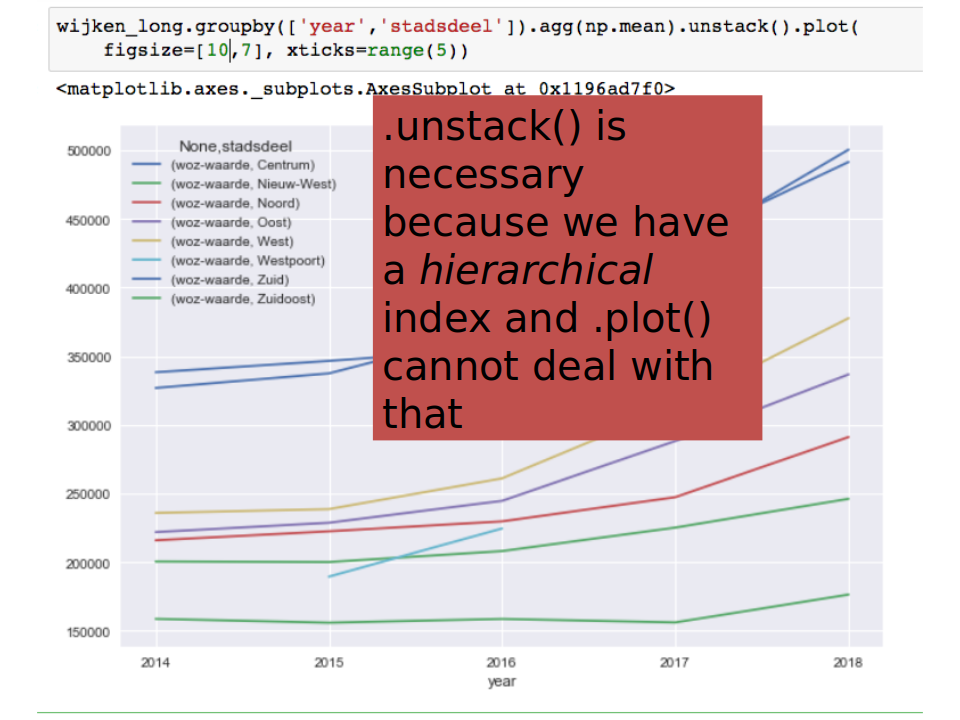 wijken_long.groupby(['year','stadsdeel']).agg(np.mean).unstack().plot(
figsize=[10,7], xticks=range(5))
<matplotlib.axes._subplots.AxesSubplot at 0x1196ad7f0>
.unstack() is
necessary
because we have
a hierarchical
index and .plot()
cannot deal with
that
None,stadsdeel
(woz-waarde, Centrum)
(woz-waarde, Nieuw-West)
(woz-waarde, Noord)
(woz-waarde, Oost)
(woz-waarde, West)
(woz-waarde, Westpoort)
(woz-waarde, Zuid)
(woz-waarde, Zuidoost)
500000
450000
400000
350000
300000
250000
200000
150000
2014 2015 2016 2017 2018
year